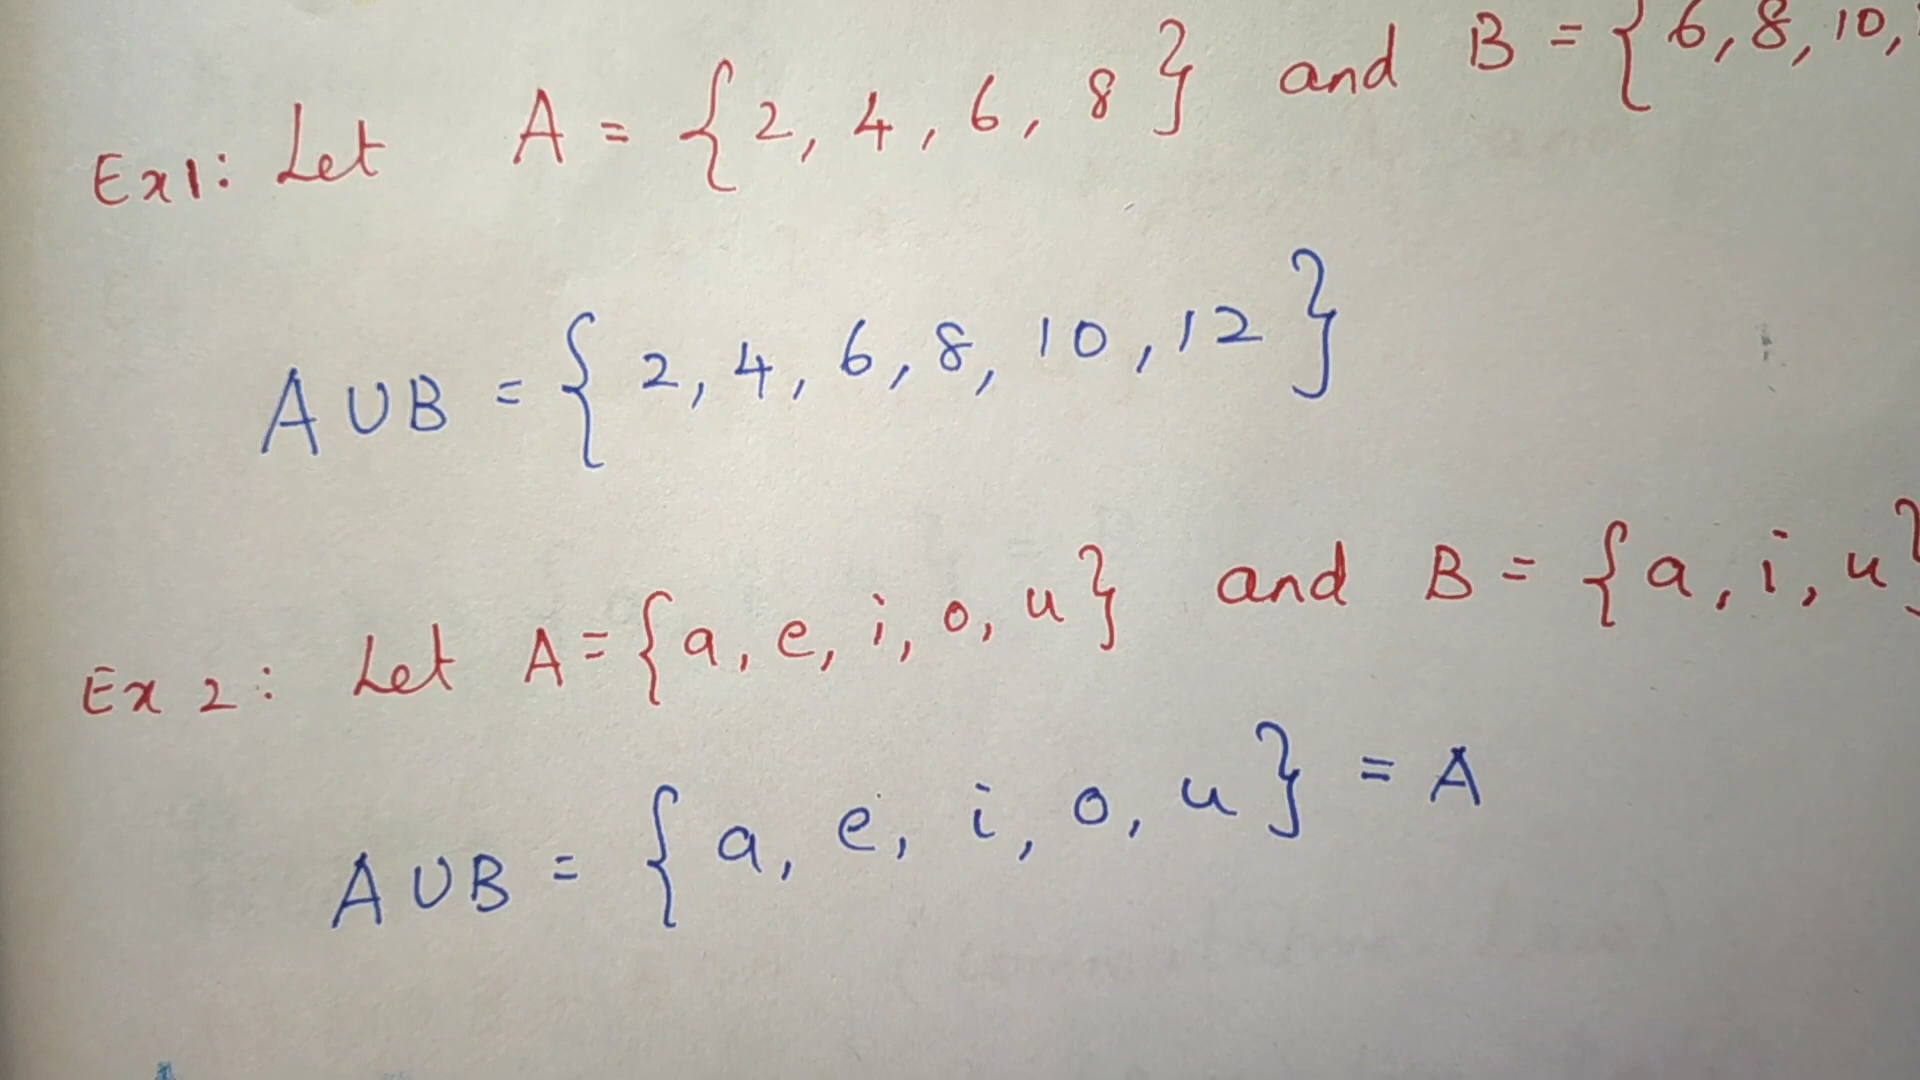 Ex1: Let A = {2, 4, 6, 8} and B = {6, 8, 10,
A∪B = {2, 4, 6, 8, 10, 12}
Ex 2: Let A = {a, e, i, o, u} and B = {a, i, u}
A∪B = {a, e, i, o, u} = A